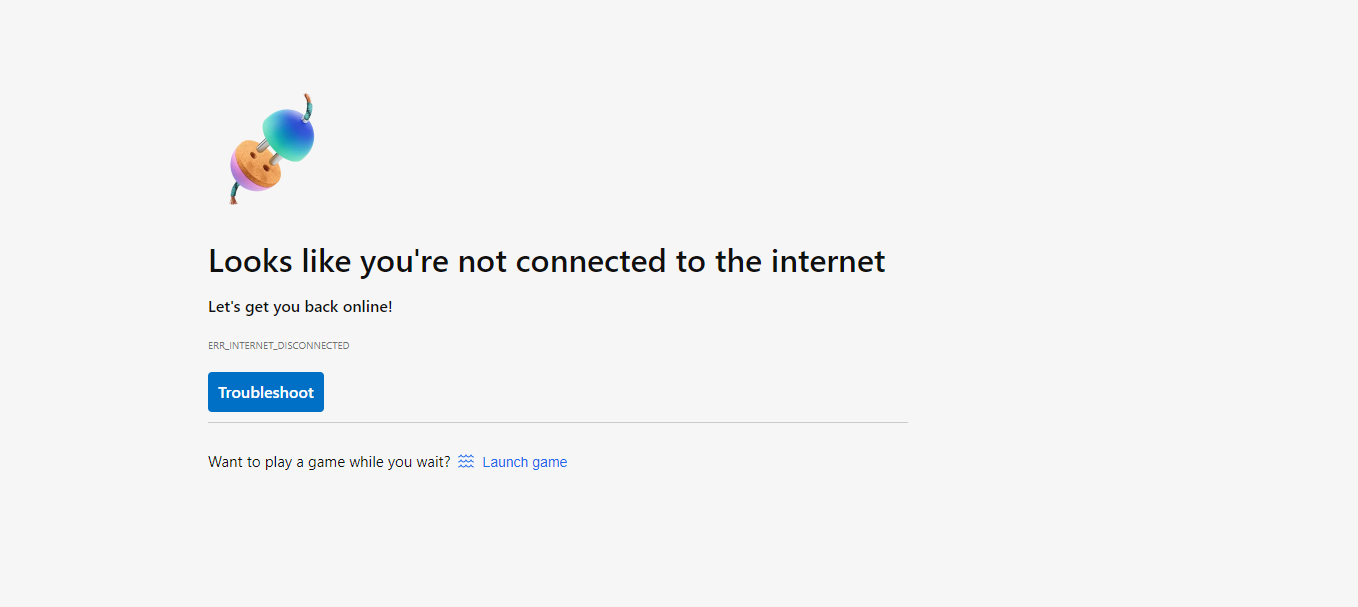 Looks like you're not connected to the internet
Let's get you back online!
ERR_INTERNET_DISCONNECTED
Troubleshoot
Want to play a game while you wait? Launch game